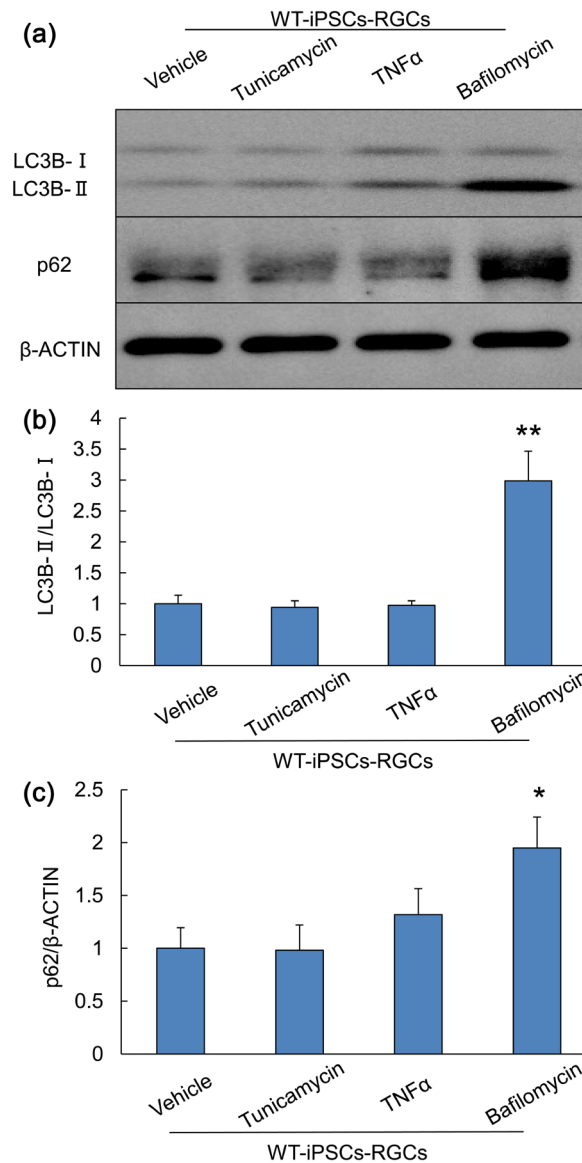 (a)
WT-iPSCs-RGCs
Vehicle
Tunicamycin
TNFα
Bafilomycin
LC3B-Ⅰ
LC3B-Ⅱ
p62
β-ACTIN
(b)
LC3B-Ⅱ/LC3B-Ⅰ
4
3.5
3
2.5
2
1.5
1
0.5
0
**
Vehicle
Tunicamycin
TNFα
Bafilomycin
WT-iPSCs-RGCs
(c)
p62/β-ACTIN
2.5
2
1.5
1
0.5
0
*
Vehicle
Tunicamycin
TNFα
Bafilomycin
WT-iPSCs-RGCs